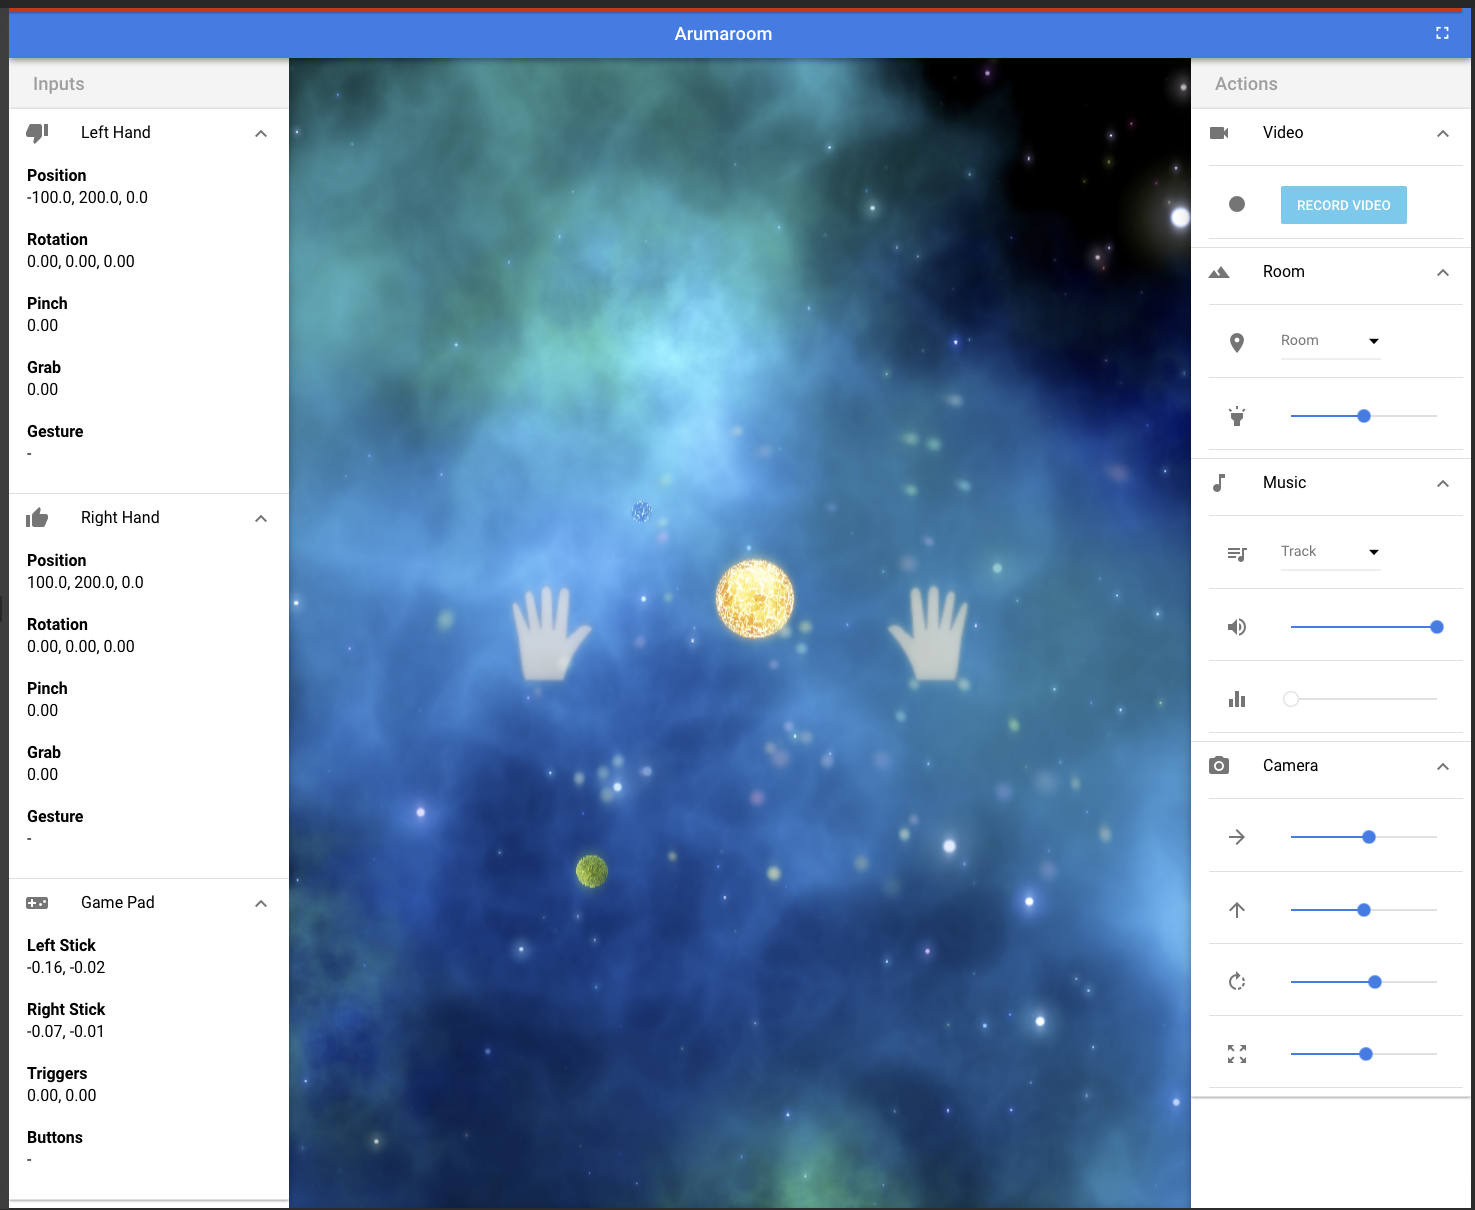 Arumaroom
Inputs
Left Hand
Position
-100.0, 200.0, 0.0
Rotation
0.00, 0.00, 0.00
Pinch
0.00
Grab
0.00
Gesture
-
Right Hand
Position
100.0, 200.0, 0.0
Rotation
0.00, 0.00, 0.00
Pinch
0.00
Grab
0.00
Gesture
-
Game Pad
Left Stick
-0.16, -0.02
Right Stick
-0.07, -0.01
Triggers
0.00, 0.00
Buttons
-
Actions
Video
RECORD VIDEO
Room
Room
Music
Track
Camera